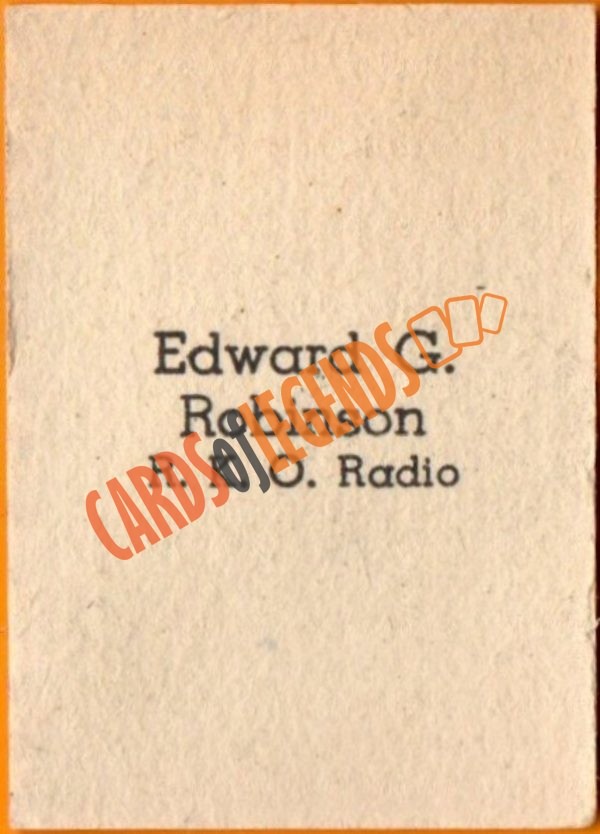 Edward G.
Robinson
R. K. O. Radio
CARDS of LEGENDS